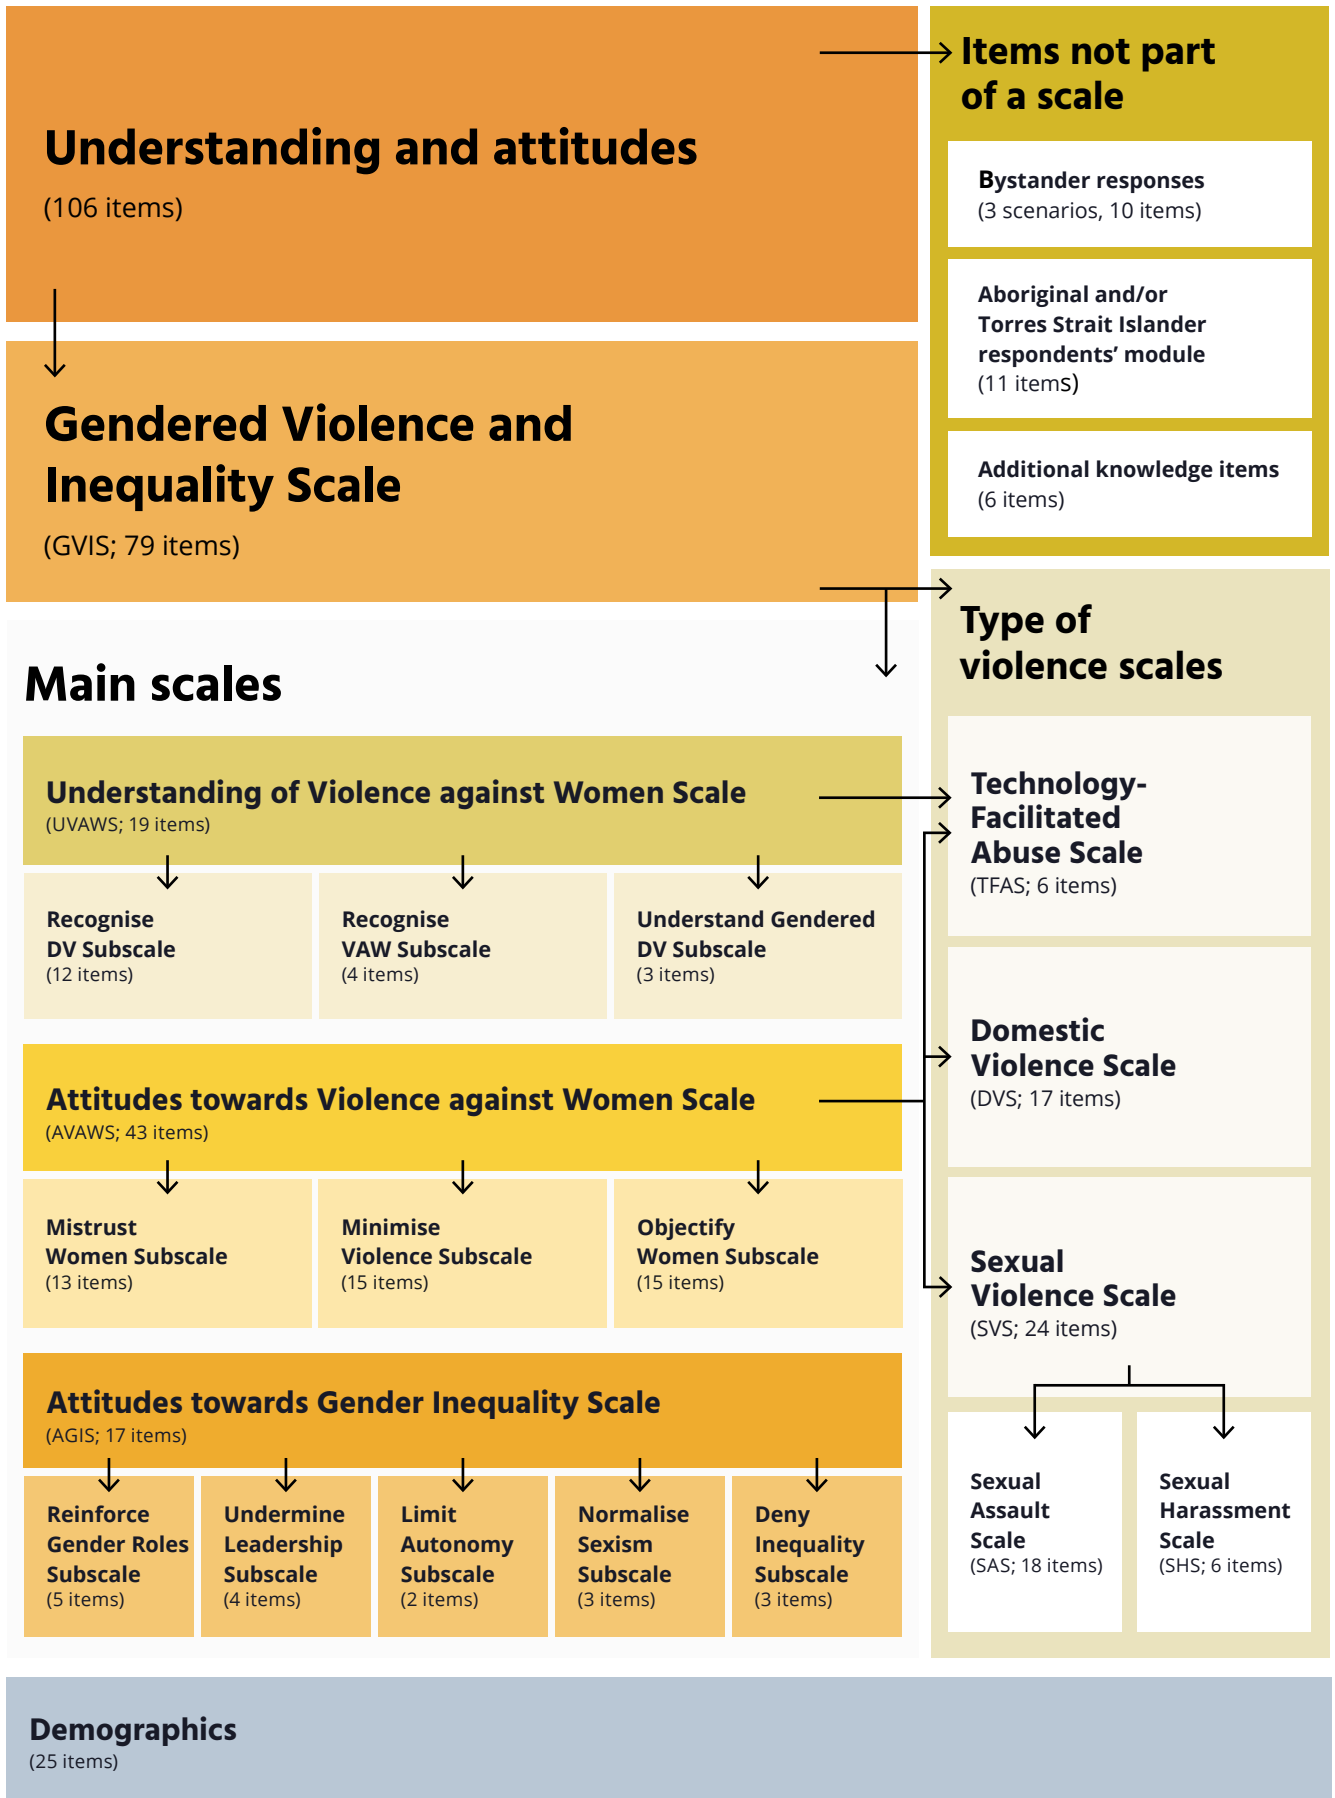 Understanding and attitudes
(106 items)
Items not part
of a scale
Bystander responses
(3 scenarios, 10 items)
Aboriginal and/or
Torres Strait Islander
respondents’ module
(11 items)
Additional knowledge items
(6 items)
Gendered Violence and
Inequality Scale
(GVIS; 79 items)
Main scales
Understanding of Violence against Women Scale
(UVAWS; 19 items)
Recognise
DV Subscale
(12 items)
Recognise
VAW Subscale
(4 items)
Understand Gendered
DV Subscale
(3 items)
Attitudes towards Violence against Women Scale
(AVAWS; 43 items)
Mistrust
Women Subscale
(13 items)
Minimise
Violence Subscale
(15 items)
Objectify
Women Subscale
(15 items)
Attitudes towards Gender Inequality Scale
(AGIS; 17 items)
Reinforce
Gender Roles
Subscale
(5 items)
Undermine
Leadership
Subscale
(4 items)
Limit
Autonomy
Subscale
(2 items)
Normalise
Sexism
Subscale
(3 items)
Deny
Inequality
Subscale
(3 items)
Type of
violence scales
Technology-
Facilitated
Abuse Scale
(TFAS; 6 items)
Domestic
Violence Scale
(DVS; 17 items)
Sexual
Violence Scale
(SVS; 24 items)
Sexual
Assault
Scale
(SAS; 18 items)
Sexual
Harassment
Scale
(SHS; 6 items)
Demographics
(25 items)